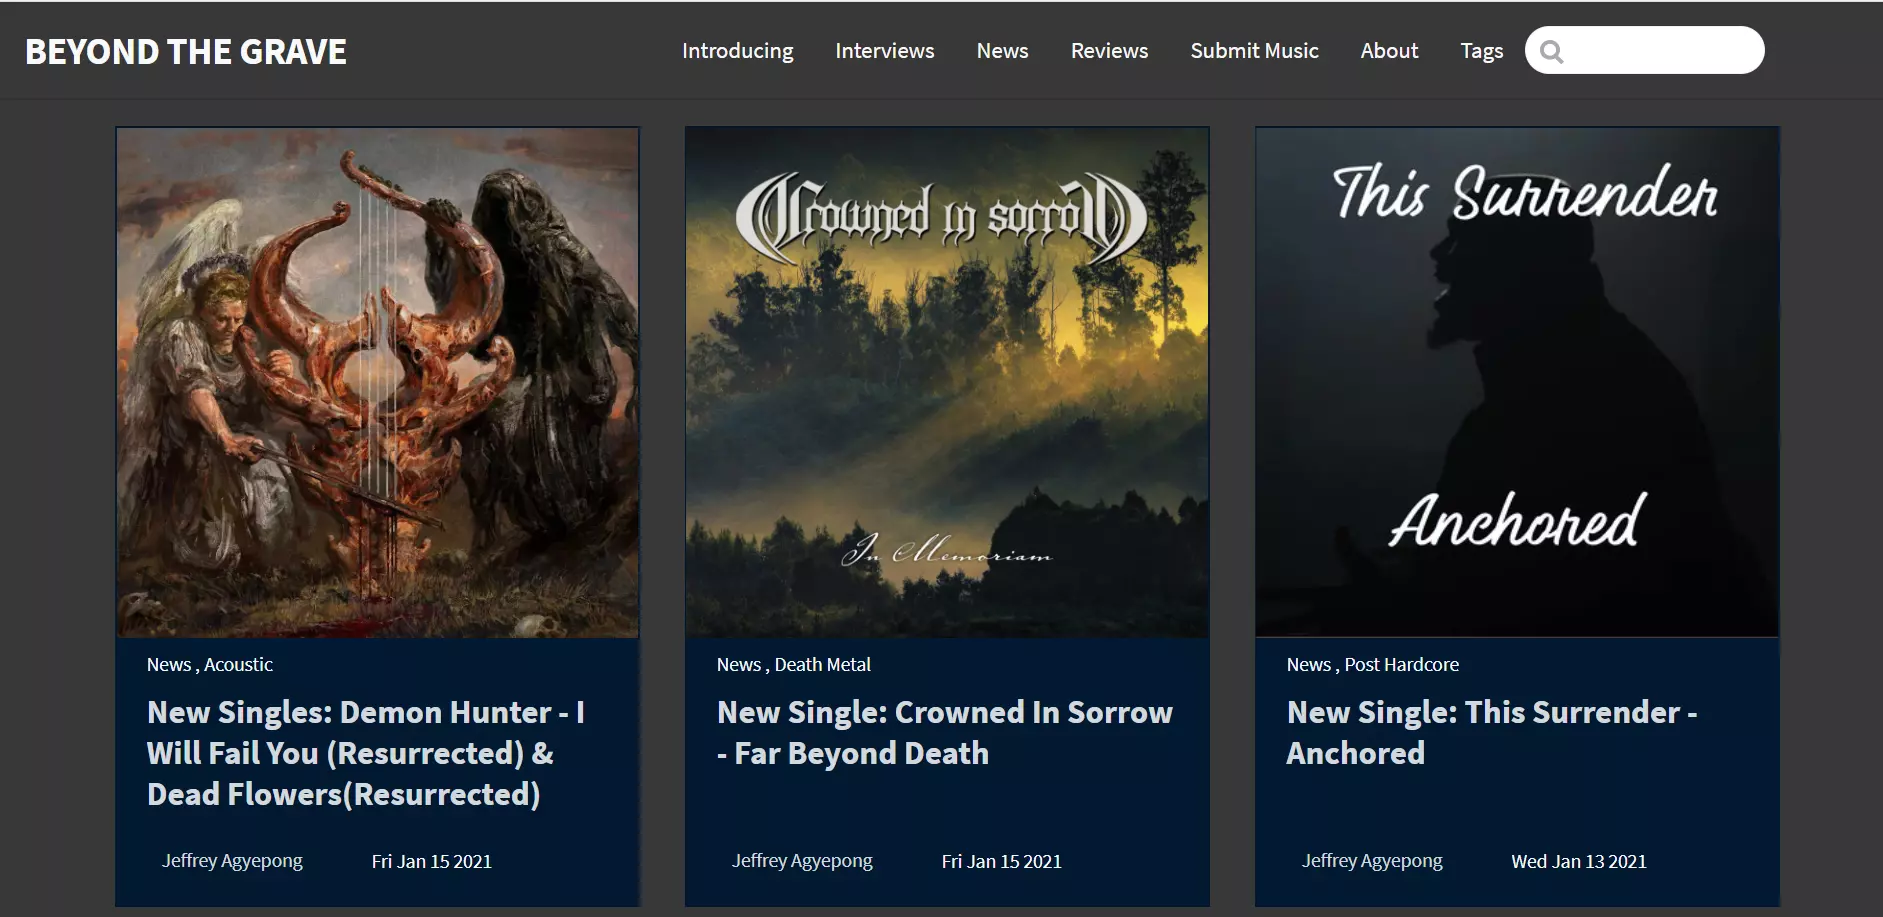 BEYOND THE GRAVE
Introducing Interviews News Reviews Submit Music About Tags
Crowned in sorrow
In Memoriam
This Surrender
Anchored
News , Acoustic
New Singles: Demon Hunter - I
Will Fail You (Resurrected) &
Dead Flowers(Resurrected)
Jeffrey Agyepong Fri Jan 15 2021
News , Death Metal
New Single: Crowned In Sorrow
- Far Beyond Death
Jeffrey Agyepong Fri Jan 15 2021
News , Post Hardcore
New Single: This Surrender -
Anchored
Jeffrey Agyepong Wed Jan 13 2021